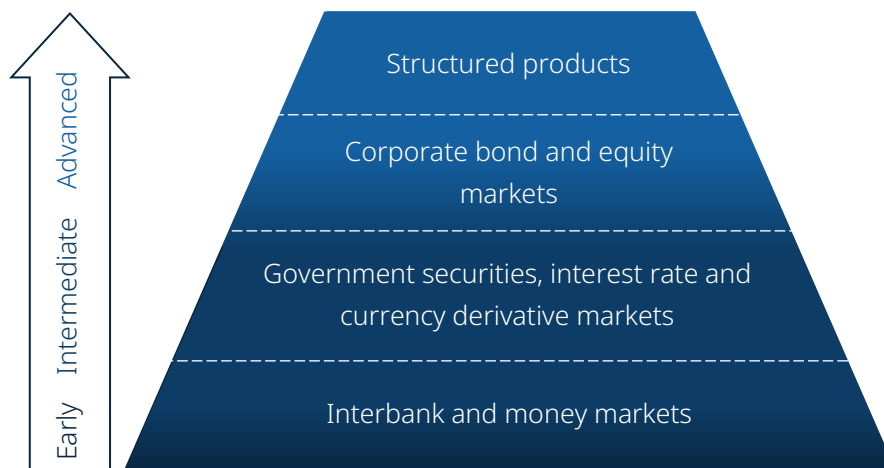 Structured products
Corporate bond and equity
markets
Government securities, interest rate and
currency derivative markets
Interbank and money markets
Early Intermediate Advanced